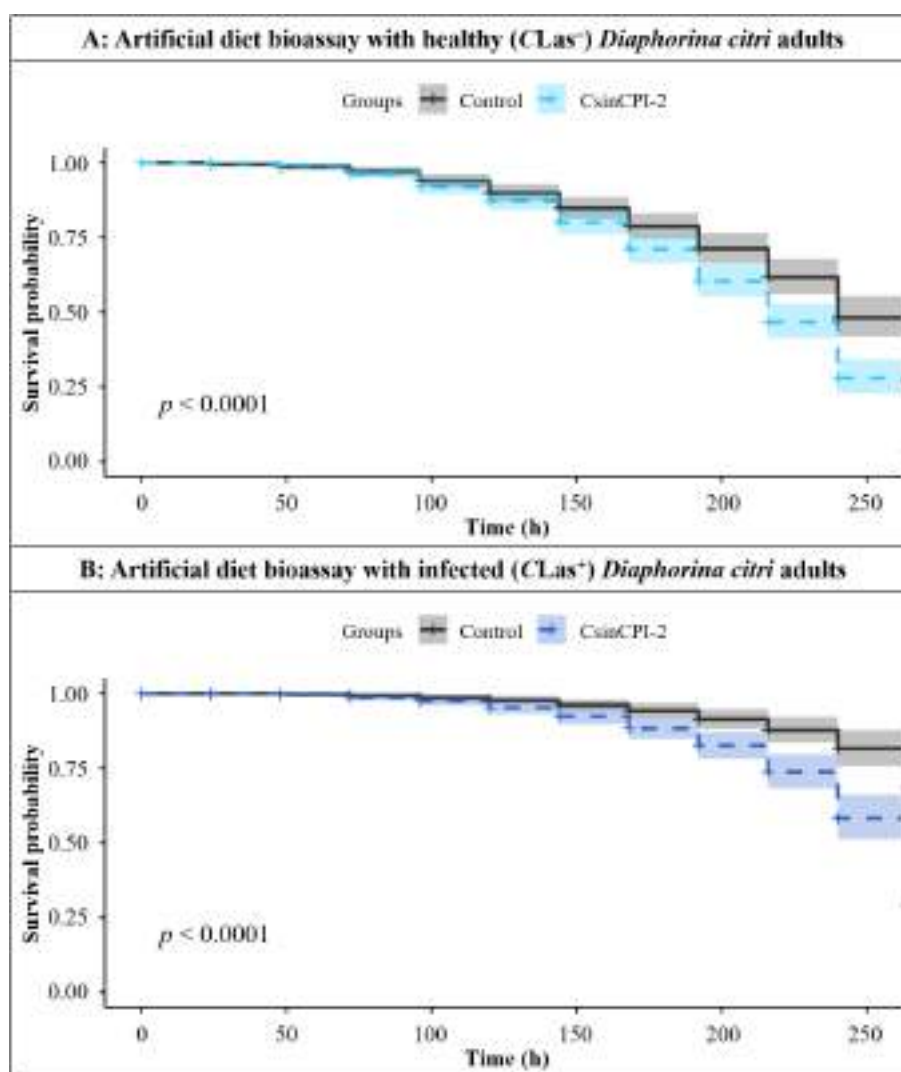 A: Artificial diet bioassay with healthy (CLas⁻) Diaphorina citri adults
Groups Control CsinCPI-2
Survival probability
1.00
0.75
0.50
0.25
0.00
p < 0.0001
0 50 100 150 200 250
Time (h)
B: Artificial diet bioassay with infected (CLas⁺) Diaphorina citri adults
Groups Control CsinCPI-2
Survival probability
1.00
0.75
0.50
0.25
0.00
p < 0.0001
0 50 100 150 200 250
Time (h)